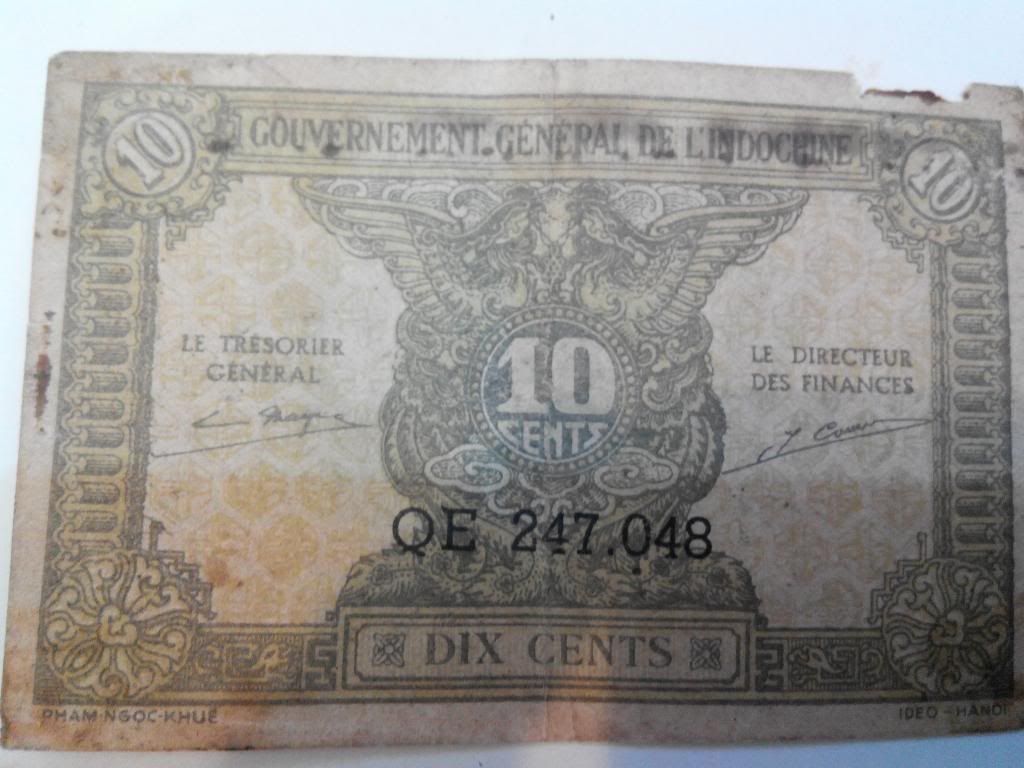 10
GOUVERNEMENT GÉNÉRAL DE L'INDOCHINE
10
LE TRÉSORIER
GÉNÉRAL
10
CENTS
LE DIRECTEUR
DES FINANCES
QE 247.048
DIX CENTS
PHAM-NGỌC-KHUÊ
IDEO - HANOI